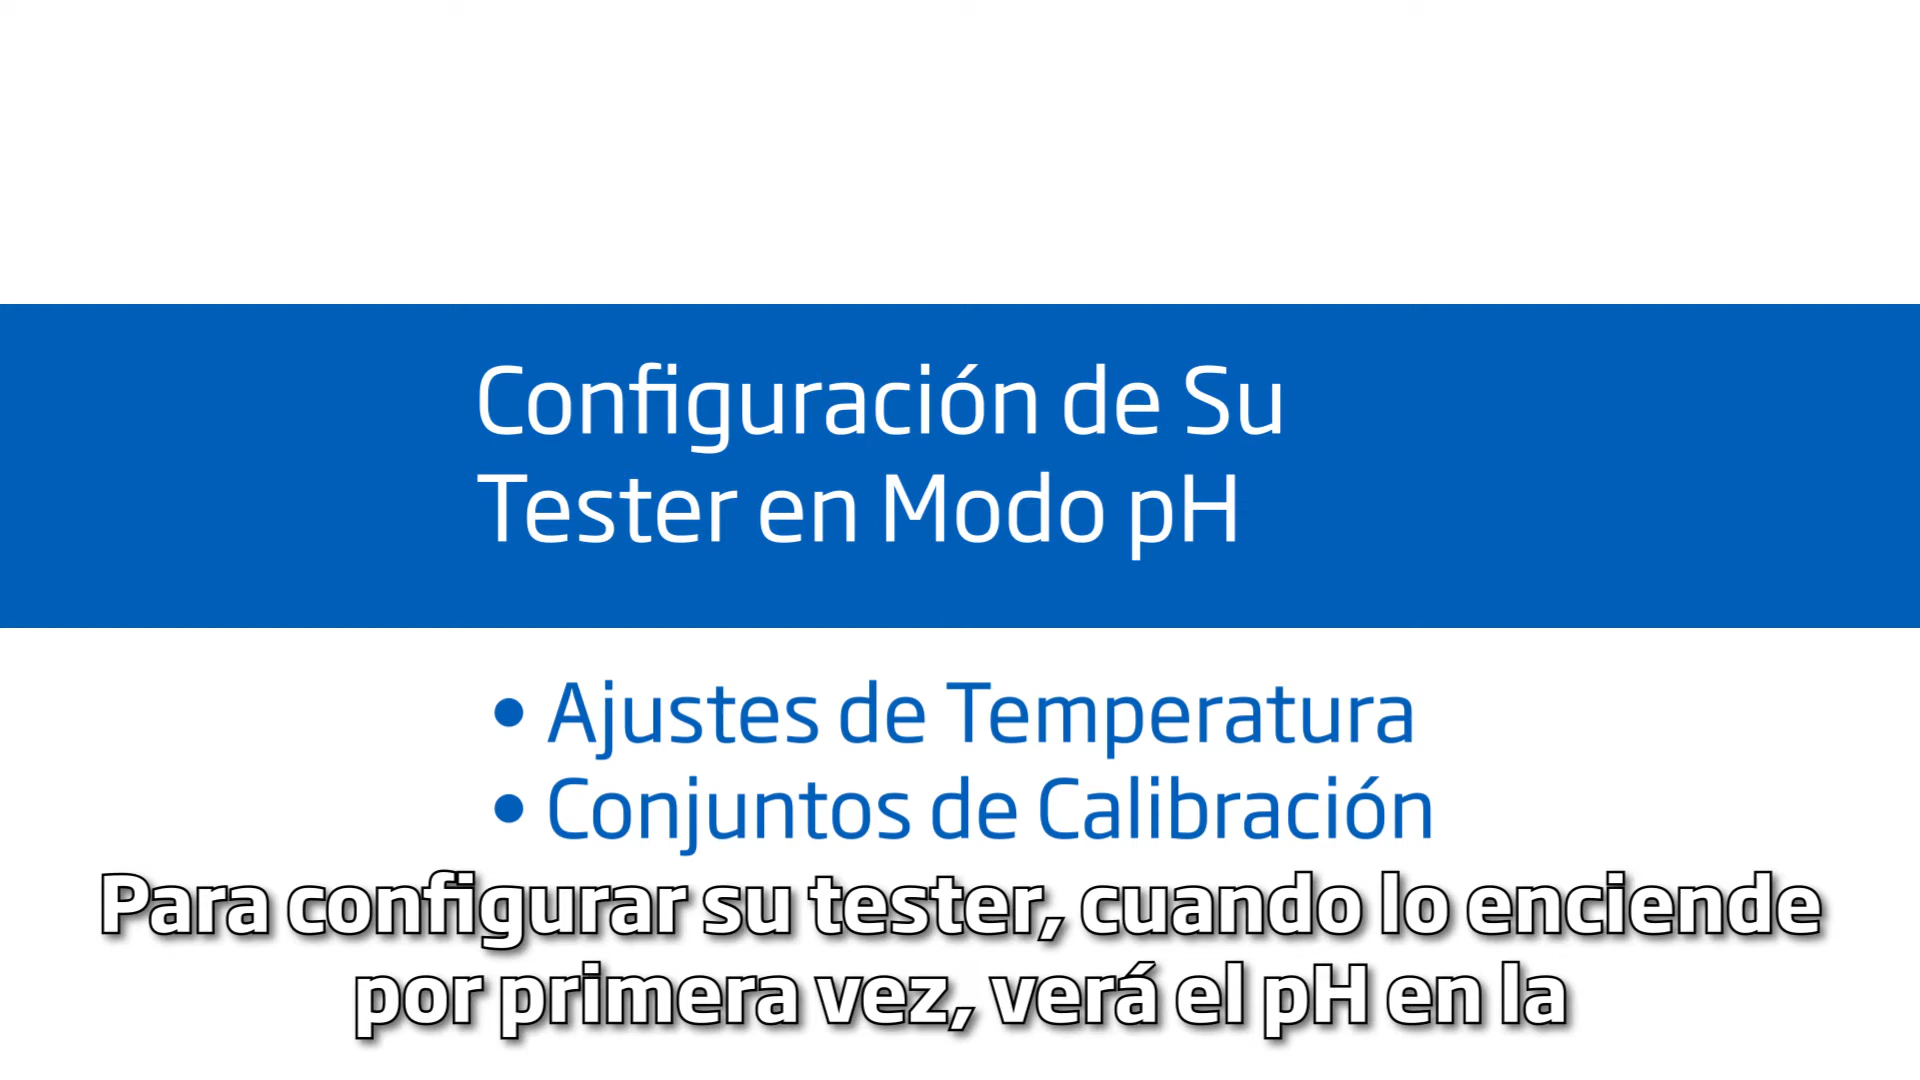 Configuración de Su
Tester en Modo pH
• Ajustes de Temperatura
• Conjuntos de Calibración
Para configurar su tester, cuando lo enciende
por primera vez, verá el pH en la